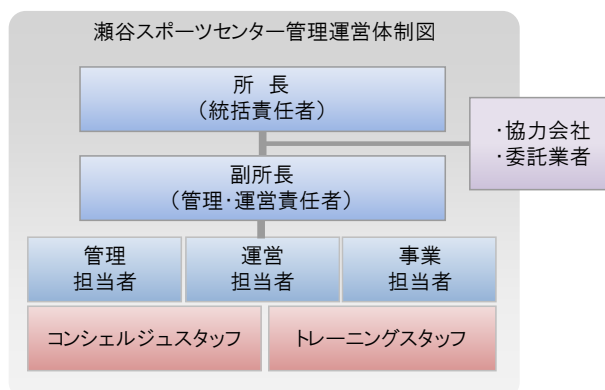 瀬谷スポーツセンター管理運営体制図
所 長
（統括責任者）
・協力会社
・委託業者
副所長
（管理・運営責任者）
管理
担当者
運営
担当者
事業
担当者
コンシェルジュスタッフ
トレーニングスタッフ